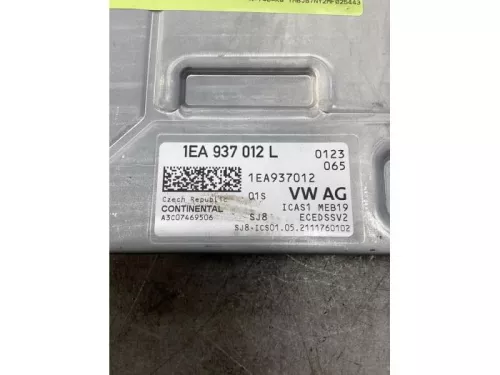 1EA 937 012 L
0123
065
1EA937012
01S
VW AG
Czech Republic
ICAS1 MEB19
CONTINENTAL
SJ8
ECEDSSV2
A3C07469506
SJ8-ICS01.05.2111760102